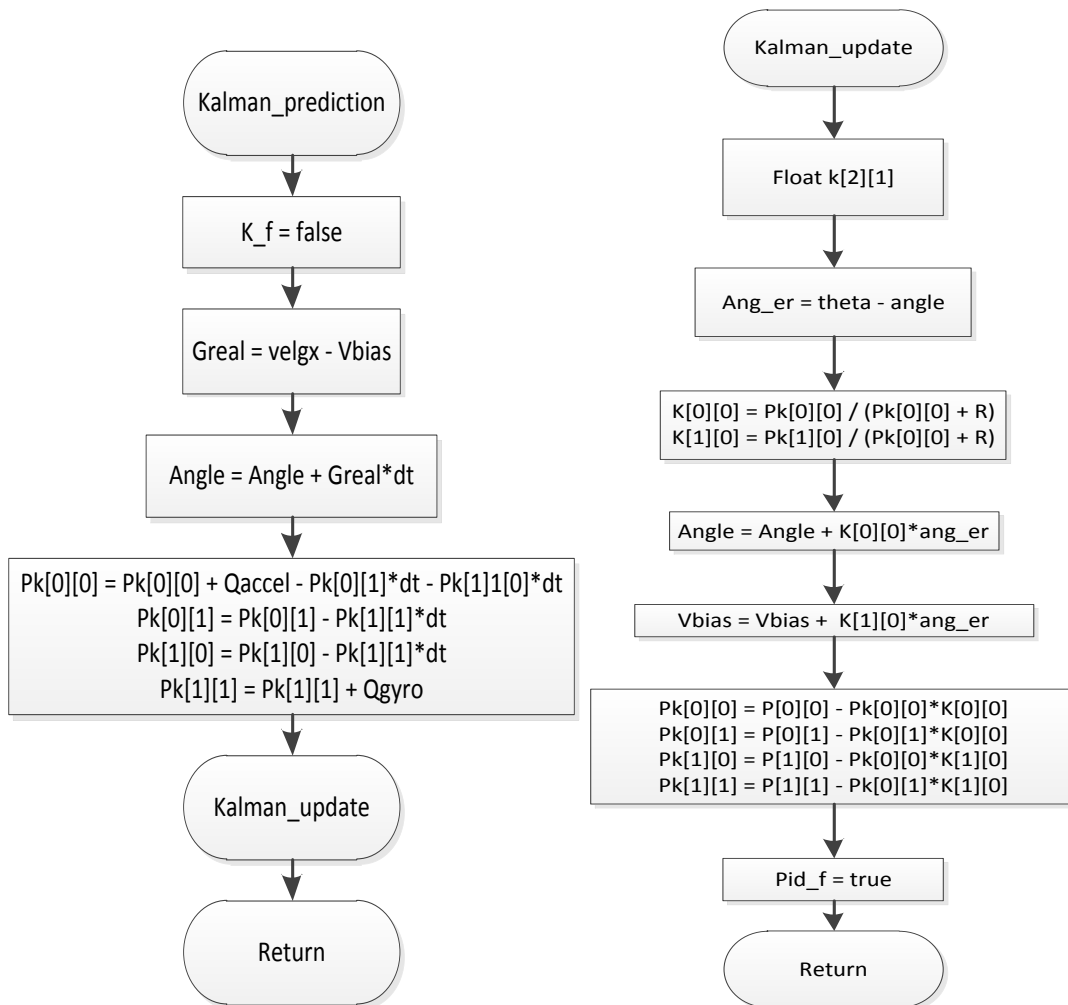 Kalman_prediction
K_f = false
Greal = velgx - Vbias
Angle = Angle + Greal*dt
Pk[0][0] = Pk[0][0] + Qaccel - Pk[0][1]*dt - Pk[1]1[0]*dt
Pk[0][1] = Pk[0][1] - Pk[1][1]*dt
Pk[1][0] = Pk[1][0] - Pk[1][1]*dt
Pk[1][1] = Pk[1][1] + Qgyro
Kalman_update
Return
Kalman_update
Float k[2][1]
Ang_er = theta - angle
K[0][0] = Pk[0][0] / (Pk[0][0] + R)
K[1][0] = Pk[1][0] / (Pk[0][0] + R)
Angle = Angle + K[0][0]*ang_er
Vbias = Vbias + K[1][0]*ang_er
Pk[0][0] = P[0][0] - Pk[0][0]*K[0][0]
Pk[0][1] = P[0][1] - Pk[0][1]*K[0][0]
Pk[1][0] = P[1][0] - Pk[0][0]*K[1][0]
Pk[1][1] = P[1][1] - Pk[0][1]*K[1][0]
Pid_f = true
Return